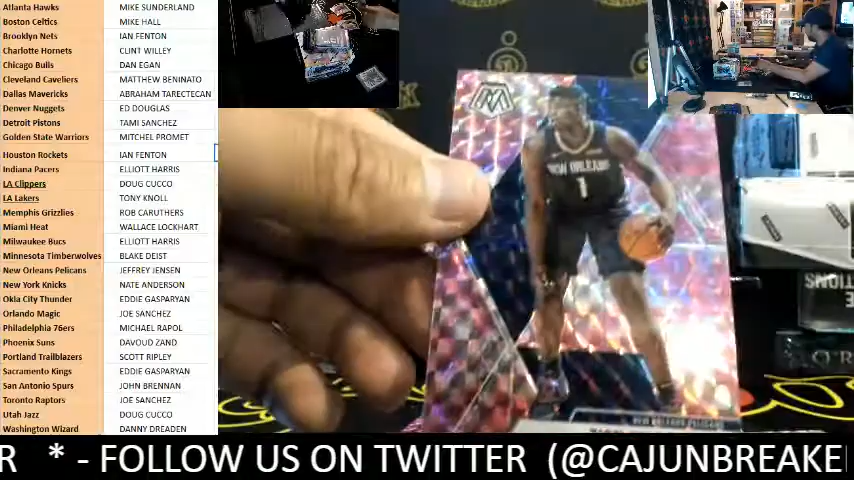 Atlanta Hawks MIKE SUNDERLAND
Boston Celtics MIKE HALL
Brooklyn Nets IAN FENTON
Charlotte Hornets CLINT WILLEY
Chicago Bulls DAN EGAN
Cleveland Cavaliers MATTHEW BENINATO
Dallas Mavericks ABRAHAM TARECTECAN
Denver Nuggets ED DOUGLAS
Detroit Pistons TAMI SANCHEZ
Golden State Warriors MITCHEL PROMET
Houston Rockets IAN FENTON
Indiana Pacers ELLIOTT HARRIS
LA Clippers DOUG CUCCO
LA Lakers TONY KNOLL
Memphis Grizzlies ROB CARUTHERS
Miami Heat WALLACE LOCKHART
Milwaukee Bucs ELLIOTT HARRIS
Minnesota Timberwolves BLAKE DEIST
New Orleans Pelicans JEFFREY JENSEN
New York Knicks NATE ANDERSON
Okla City Thunder EDDIE GASPARYAN
Orlando Magic JOE SANCHEZ
Philadelphia 76ers MICHAEL RAPOL
Phoenix Suns DAVOUD ZAND
Portland Trailblazers SCOTT RIPLEY
Sacramento Kings EDDIE GASPARYAN
San Antonio Spurs JOHN BRENNAN
Toronto Raptors JOE SANCHEZ
Utah Jazz DOUG CUCCO
Washington Wizard DANNY DREADEN
M
NEW ORLEANS
1
NEW ORLEANS PELICANS
R * - FOLLOW US ON TWITTER (@CAJUNBREAKE